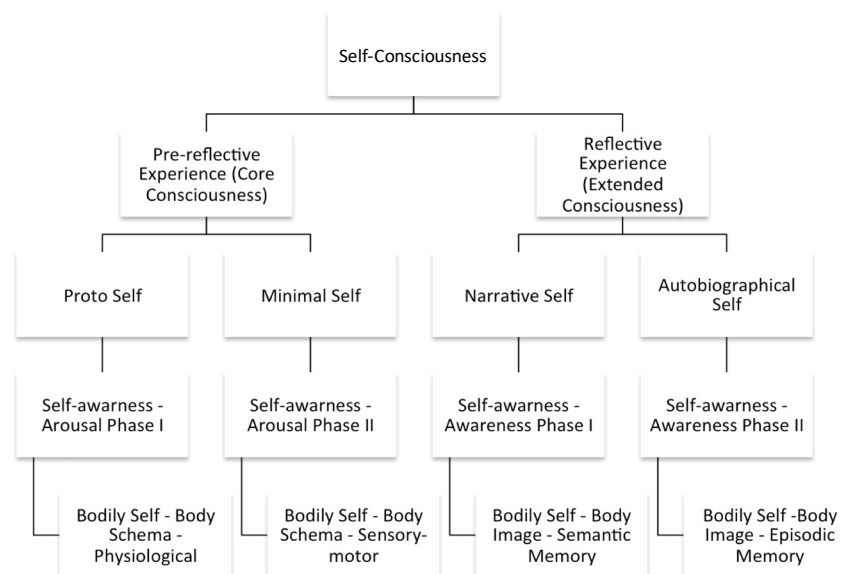 Self-Consciousness
Pre-reflective
Experience (Core
Consciousness)
Reflective
Experience
(Extended
Consciousness)
Proto Self
Minimal Self
Narrative Self
Autobiographical
Self
Self-awarness -
Arousal Phase I
Self-awarness -
Arousal Phase II
Self-awarness -
Awareness Phase I
Self-awarness -
Awareness Phase II
Bodily Self - Body
Schema -
Physiological
Bodily Self - Body
Schema - Sensory-
motor
Bodily Self - Body
Image - Semantic
Memory
Bodily Self -Body
Image - Episodic
Memory